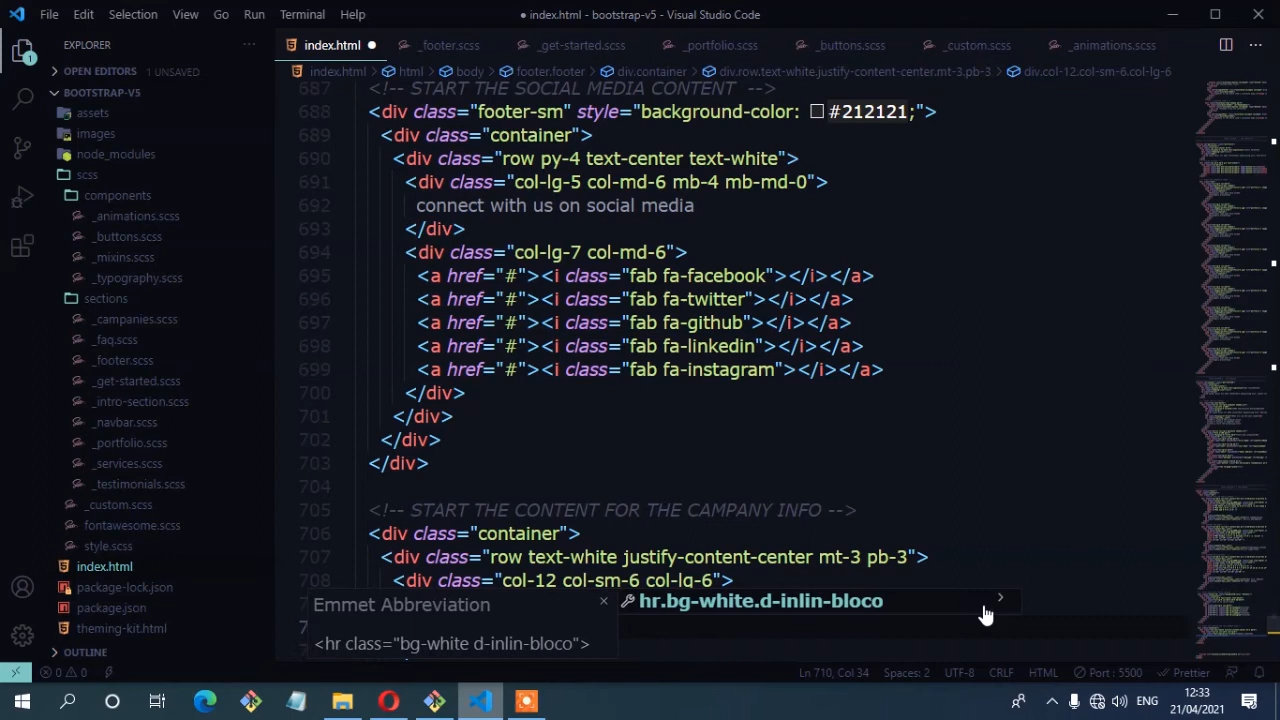 File Edit Selection View Go Run Terminal Help
● index.html - bootstrap-v5 - Visual Studio Code
EXPLORER
OPEN EDITORS 1 UNSAVED
BOOTSTRAP-V5
assets
images
node_modules
scss
components
_animations.scss
_buttons.scss
_mixins.scss
_typography.scss
sections
_campanies.scss
_faq.scss
_footer.scss
_get-started.scss
_intro-section.scss
_navbar.scss
_portfolio.scss
_services.scss
_testimonials.scss
_custom.scss
fontawesome.scss
style.scss
index.html
package-lock.json
package.json
theming-kit.html
OUTLINE
index.html _footer.scss _get-started.scss _portfolio.scss _buttons.scss _custom.scss _animations.scss
index.html html body footer.footer div.container div.row.text-white.justify-content-center.mt-3.pb-3 div.col-12.col-sm-6.col-lg-6
687 <!-- START THE SOCIAL MEDIA CONTENT -->
688 <div class="footer-sm" style="background-color: #212121;">
689 <div class="container">
690 <div class="row py-4 text-center text-white">
691 <div class="col-lg-5 col-md-6 mb-4 mb-md-0">
692 connect with us on social media
693 </div>
694 <div class="col-lg-7 col-md-6">
695 <a href="#"><i class="fab fa-facebook"></i></a>
696 <a href="#"><i class="fab fa-twitter"></i></a>
697 <a href="#"><i class="fab fa-github"></i></a>
698 <a href="#"><i class="fab fa-linkedin"></i></a>
699 <a href="#"><i class="fab fa-instagram"></i></a>
700 </div>
701 </div>
702 </div>
703 </div>
704
705 <!-- START THE CONTENT FOR THE CAMPANY INFO -->
706 <div class="container">
707 <div class="row text-white justify-content-center mt-3 pb-3">
708 <div class="col-12 col-sm-6 col-lg-6">
Emmet Abbreviation
hr.bg-white.d-inlin-bloco
<hr class="bg-white d-inlin-bloco">
0 0 Ln 710, Col 34 Spaces: 2 UTF-8 CRLF HTML Port : 5500 Prettier
ENG 12:33
21/04/2021